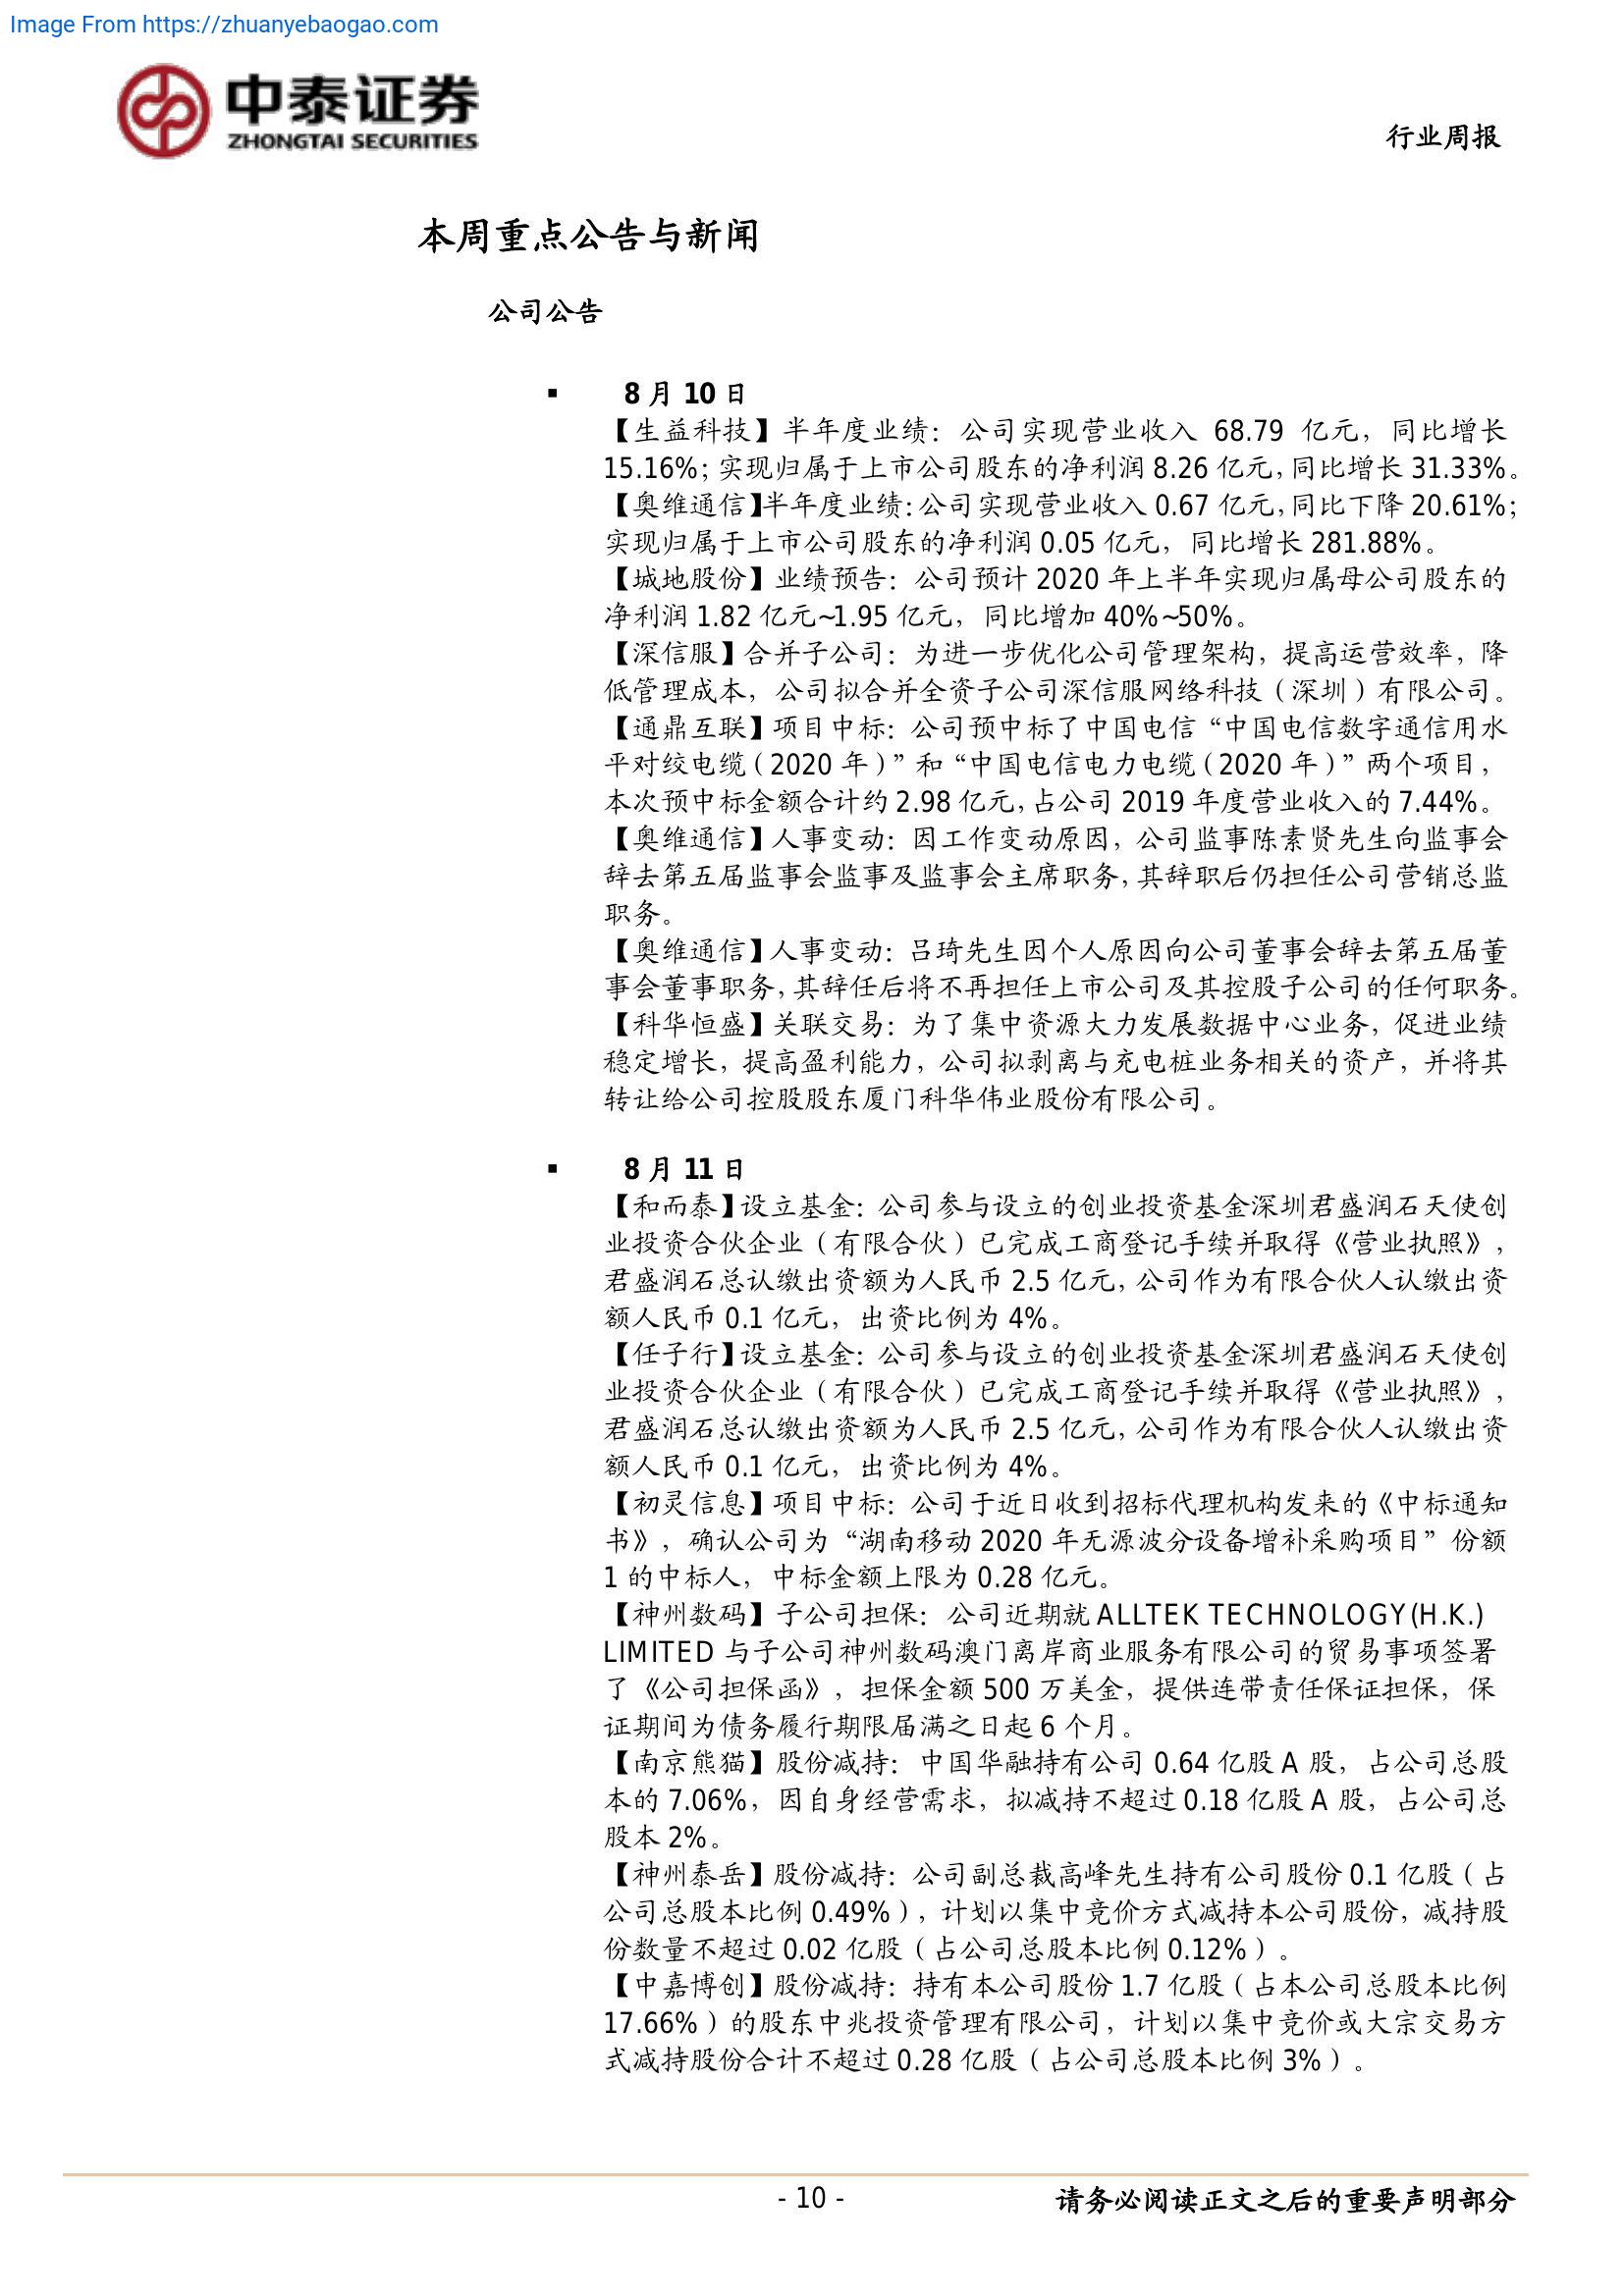 Image From https://zhuanyebaogao.com
中泰证券
ZHONGTAI SECURITIES
行业周报
本周重点公告与新闻
公司公告
▪ 8 月 10 日
【生益科技】半年度业绩：公司实现营业收入 68.79 亿元，同比增长
15.16%；实现归属于上市公司股东的净利润 8.26 亿元，同比增长 31.33%。
【奥维通信】半年度业绩：公司实现营业收入 0.67 亿元，同比下降 20.61%；
实现归属于上市公司股东的净利润 0.05 亿元，同比增长 281.88%。
【城地股份】业绩预告：公司预计 2020 年上半年实现归属母公司股东的
净利润 1.82 亿元~1.95 亿元，同比增加 40%~50%。
【深信服】合并子公司：为进一步优化公司管理架构，提高运营效率，降
低管理成本，公司拟合并全资子公司深信服网络科技（深圳）有限公司。
【通鼎互联】项目中标：公司预中标了中国电信“中国电信数字通信用水
平对绞电缆（2020 年）”和“中国电信电力电缆（2020 年）”两个项目，
本次预中标金额合计约 2.98 亿元，占公司 2019 年度营业收入的 7.44%。
【奥维通信】人事变动：因工作变动原因，公司监事陈素贤先生向监事会
辞去第五届监事会监事及监事会主席职务，其辞职后仍担任公司营销总监
职务。
【奥维通信】人事变动：吕琦先生因个人原因向公司董事会辞去第五届董
事会董事职务，其辞任后将不再担任上市公司及其控股子公司的任何职务。
【科华恒盛】关联交易：为了集中资源大力发展数据中心业务，促进业绩
稳定增长，提高盈利能力，公司拟剥离与充电桩业务相关的资产，并将其
转让给公司控股股东厦门科华伟业股份有限公司。
▪ 8 月 11 日
【和而泰】设立基金：公司参与设立的创业投资基金深圳君盛润石天使创
业投资合伙企业（有限合伙）已完成工商登记手续并取得《营业执照》，
君盛润石总认缴出资额为人民币 2.5 亿元，公司作为有限合伙人认缴出资
额人民币 0.1 亿元，出资比例为 4%。
【任子行】设立基金：公司参与设立的创业投资基金深圳君盛润石天使创
业投资合伙企业（有限合伙）已完成工商登记手续并取得《营业执照》，
君盛润石总认缴出资额为人民币 2.5 亿元，公司作为有限合伙人认缴出资
额人民币 0.1 亿元，出资比例为 4%。
【初灵信息】项目中标：公司于近日收到招标代理机构发来的《中标通知
书》，确认公司为“湖南移动 2020 年无源波分设备增补采购项目”份额
1 的中标人，中标金额上限为 0.28 亿元。
【神州数码】子公司担保：公司近期就 ALLTEK TECHNOLOGY(H.K.)
LIMITED 与子公司神州数码澳门离岸商业服务有限公司的贸易事项签署
了《公司担保函》，担保金额 500 万美金，提供连带责任保证担保，保
证期间为债务履行期限届满之日起 6 个月。
【南京熊猫】股份减持：中国华融持有公司 0.64 亿股 A 股，占公司总股
本的 7.06%，因自身经营需求，拟减持不超过 0.18 亿股 A 股，占公司总
股本 2%。
【神州泰岳】股份减持：公司副总裁高峰先生持有公司股份 0.1 亿股（占
公司总股本比例 0.49%），计划以集中竞价方式减持本公司股份，减持股
份数量不超过 0.02 亿股（占公司总股本比例 0.12%）。
【中嘉博创】股份减持：持有本公司股份 1.7 亿股（占本公司总股本比例
17.66%）的股东中兆投资管理有限公司，计划以集中竞价或大宗交易方
式减持股份合计不超过 0.28 亿股（占公司总股本比例 3%）。
- 10 -
请务必阅读正文之后的重要声明部分